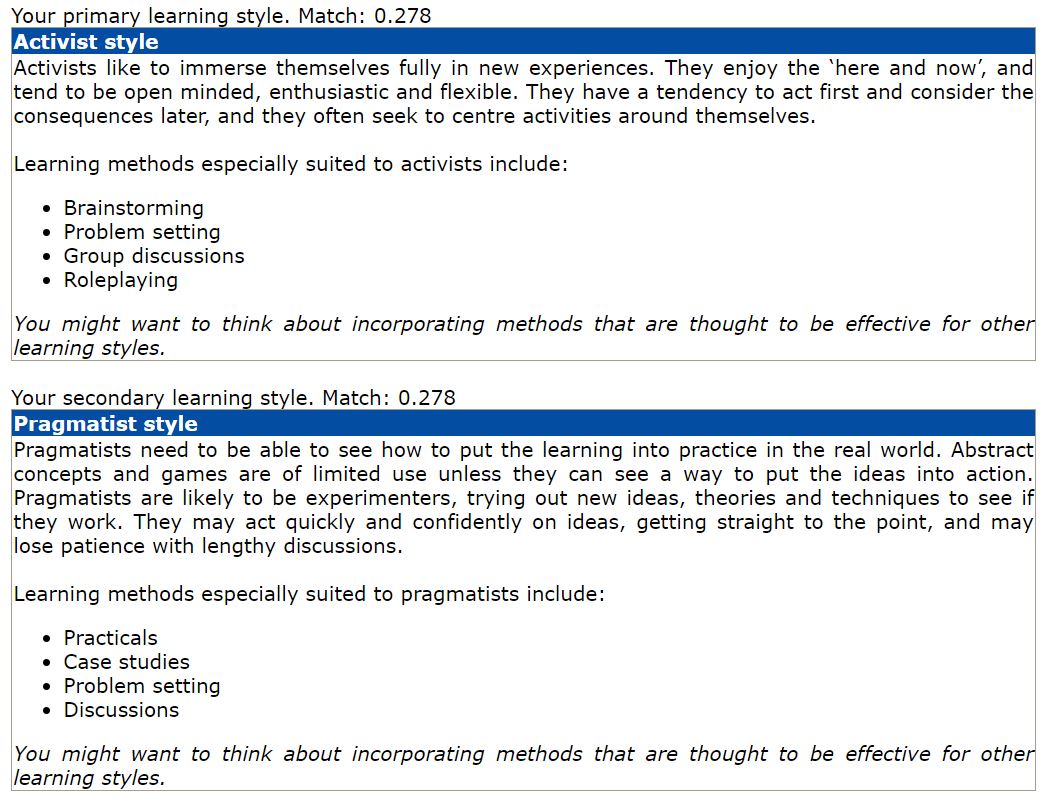 Your primary learning style. Match: 0.278
Activist style
Activists like to immerse themselves fully in new experiences. They enjoy the ‘here and now’, and
tend to be open minded, enthusiastic and flexible. They have a tendency to act first and consider the
consequences later, and they often seek to centre activities around themselves.
Learning methods especially suited to activists include:
• Brainstorming
• Problem setting
• Group discussions
• Roleplaying
You might want to think about incorporating methods that are thought to be effective for other
learning styles.
Your secondary learning style. Match: 0.278
Pragmatist style
Pragmatists need to be able to see how to put the learning into practice in the real world. Abstract
concepts and games are of limited use unless they can see a way to put the ideas into action.
Pragmatists are likely to be experimenters, trying out new ideas, theories and techniques to see if
they work. They may act quickly and confidently on ideas, getting straight to the point, and may
lose patience with lengthy discussions.
Learning methods especially suited to pragmatists include:
• Practicals
• Case studies
• Problem setting
• Discussions
You might want to think about incorporating methods that are thought to be effective for other
learning styles.